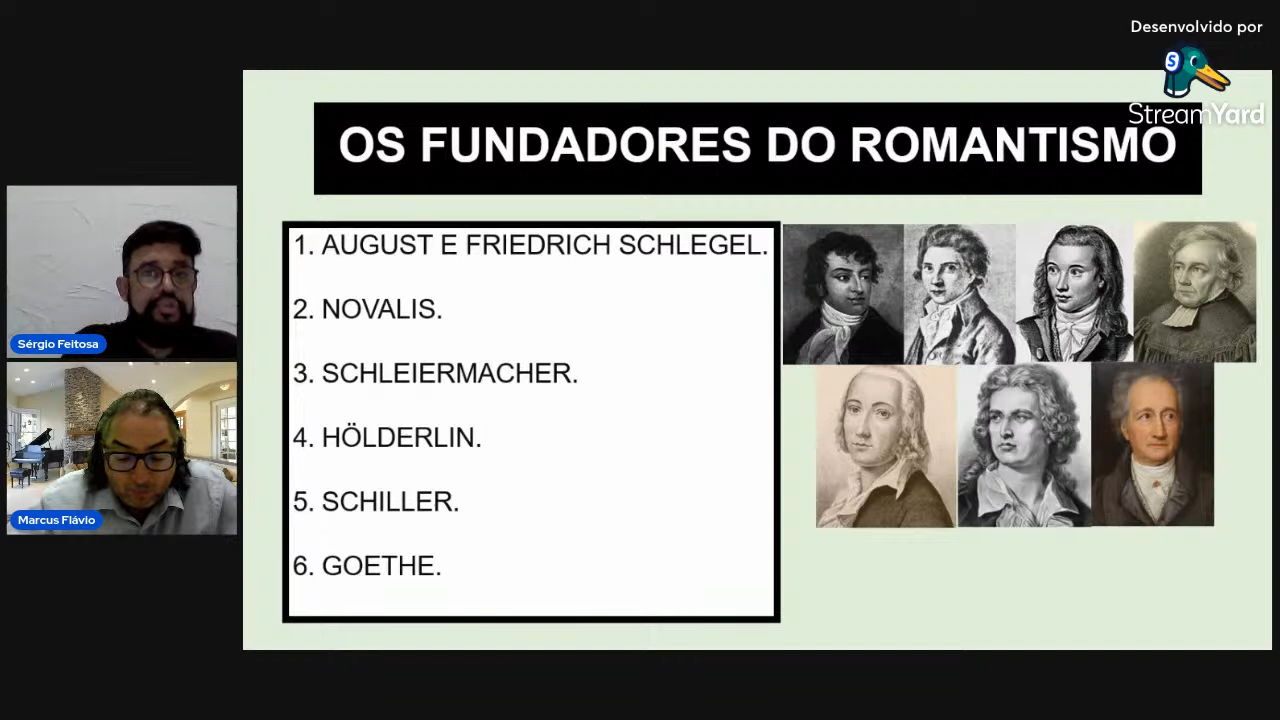 Desenvolvido por
StreamYard
OS FUNDADORES DO ROMANTISMO
1. AUGUST E FRIEDRICH SCHLEGEL.
2. NOVALIS.
3. SCHLEIERMACHER.
4. HÖLDERLIN.
5. SCHILLER.
6. GOETHE.
Sérgio Feitosa
Marcus Flávio